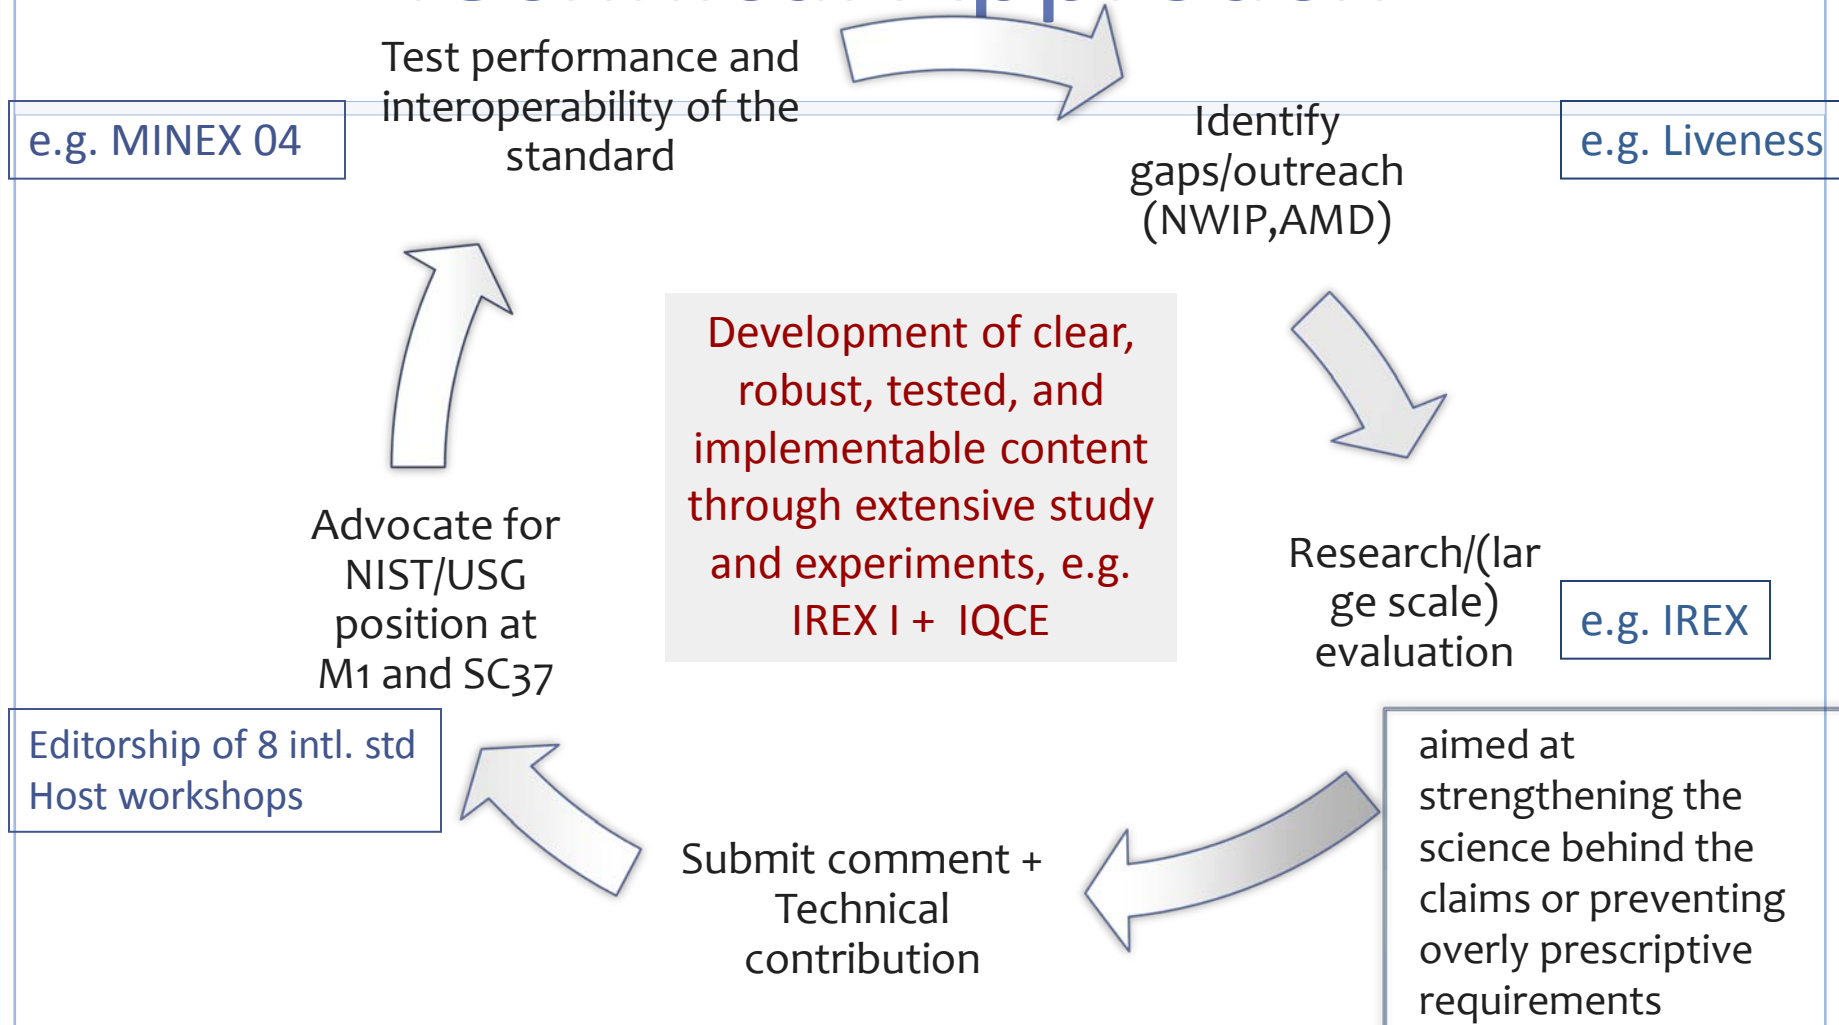 Test performance and
interoperability of the
standard
e.g. MINEX 04
Identify
gaps/outreach
(NWIP,AMD)
e.g. Liveness
Development of clear,
robust, tested, and
implementable content
through extensive study
and experiments, e.g.
IREX I + IQCE
Advocate for
NIST/USG
position at
M1 and SC37
Research/(lar
ge scale)
evaluation
e.g. IREX
Editorship of 8 intl. std
Host workshops
Submit comment +
Technical
contribution
aimed at
strengthening the
science behind the
claims or preventing
overly prescriptive
requirements